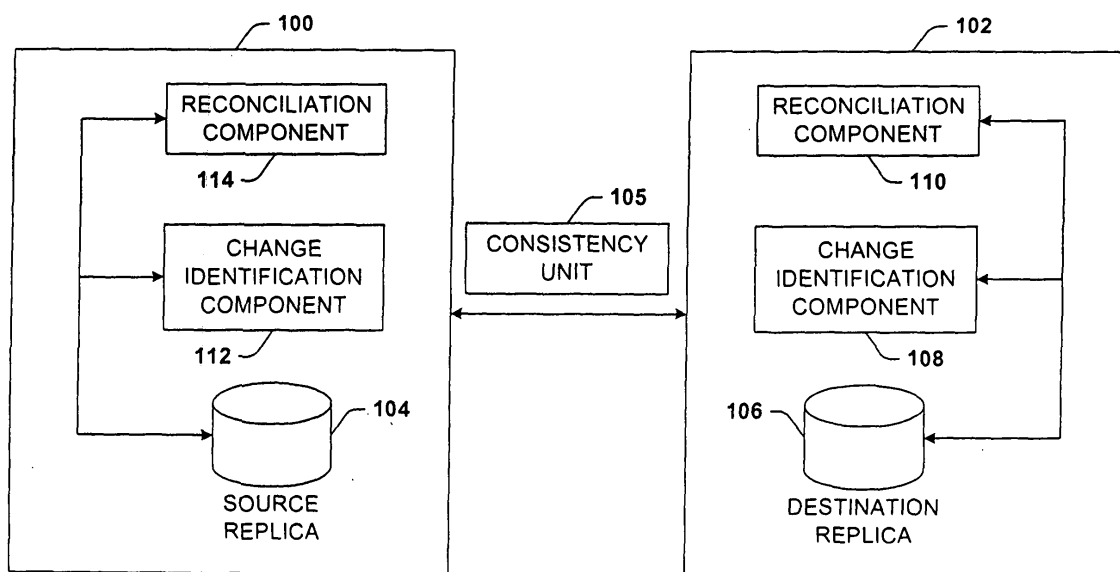 100
102
RECONCILIATION
COMPONENT
114
RECONCILIATION
COMPONENT
110
105
CONSISTENCY
UNIT
CHANGE
IDENTIFICATION
COMPONENT
112
CHANGE
IDENTIFICATION
COMPONENT
108
104
SOURCE
REPLICA
106
DESTINATION
REPLICA